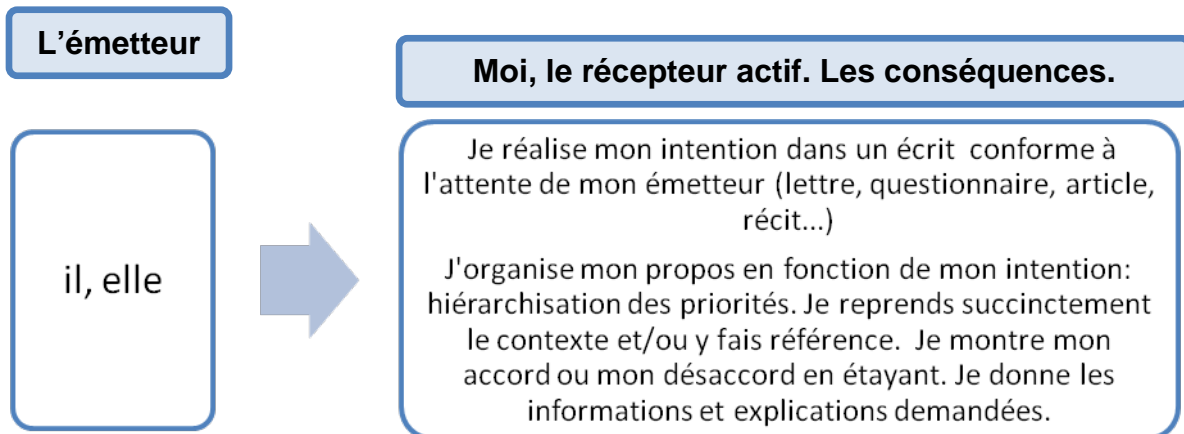 L’émetteur
Moi, le récepteur actif. Les conséquences.
il, elle
Je réalise mon intention dans un écrit conforme à
l'attente de mon émetteur (lettre, questionnaire, article,
récit...)
J'organise mon propos en fonction de mon intention:
hiérarchisation des priorités. Je reprends succinctement
le contexte et/ou y fais référence. Je montre mon
accord ou mon désaccord en étayant. Je donne les
informations et explications demandées.